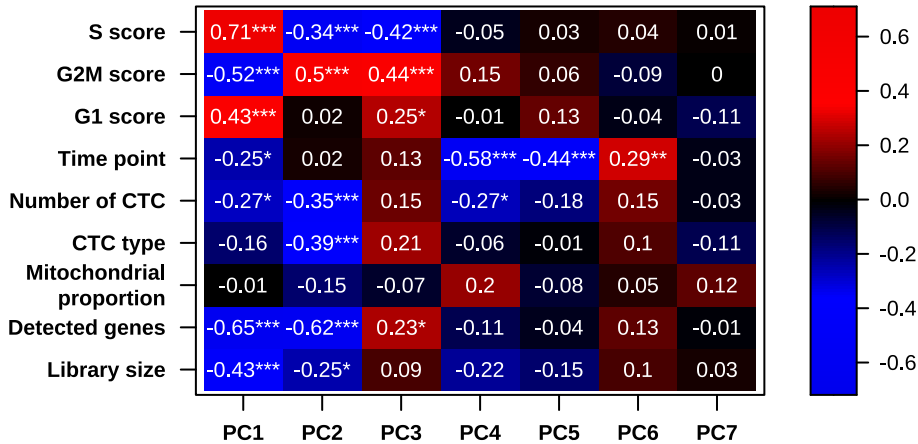 S score 0.71*** -0.34*** -0.42*** -0.05 0.03 0.04 0.01
G2M score -0.52*** 0.5*** 0.44*** 0.15 0.06 -0.09 0
G1 score 0.43*** 0.02 0.25* -0.01 0.13 -0.04 -0.11
Time point -0.25* 0.02 0.13 -0.58*** -0.44*** 0.29** -0.03
Number of CTC -0.27* -0.35*** 0.15 -0.27* -0.18 0.15 -0.03
CTC type -0.16 -0.39*** 0.21 -0.06 -0.01 0.1 -0.11
Mitochondrial
proportion -0.01 -0.15 -0.07 0.2 -0.08 0.05 0.12
Detected genes -0.65*** -0.62*** 0.23* -0.11 -0.04 0.13 -0.01
Library size -0.43*** -0.25* 0.09 -0.22 -0.15 0.1 0.03
PC1 PC2 PC3 PC4 PC5 PC6 PC7
0.6
0.4
0.2
0.0
-0.2
-0.4
-0.6